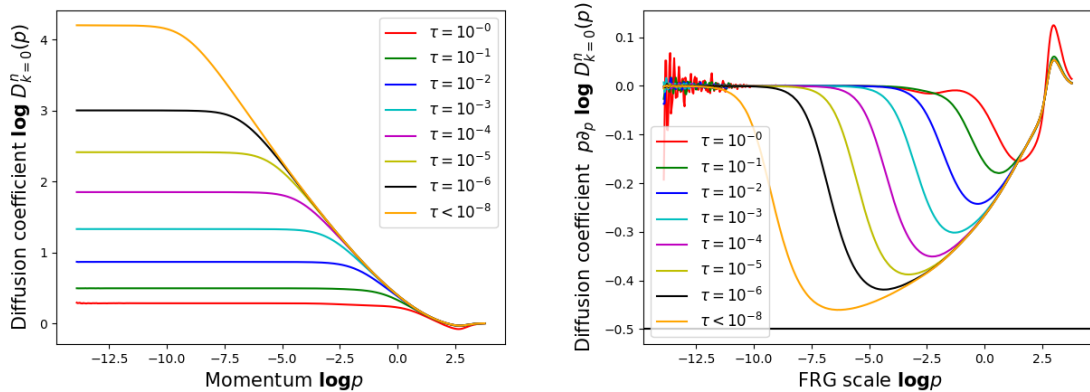 Diffusion coefficient log D^n_{k=0}(p)
4
3
2
1
0
τ = 10^{-0}
τ = 10^{-1}
τ = 10^{-2}
τ = 10^{-3}
τ = 10^{-4}
τ = 10^{-5}
τ = 10^{-6}
τ < 10^{-8}
−12.5 −10.0 −7.5 −5.0 −2.5 0.0 2.5
Momentum logp
Diffusion coefficient p∂_p log D^n_{k=0}(p)
0.1
0.0
−0.1
−0.2
−0.3
−0.4
−0.5
τ = 10^{-0}
τ = 10^{-1}
τ = 10^{-2}
τ = 10^{-3}
τ = 10^{-4}
τ = 10^{-5}
τ = 10^{-6}
τ < 10^{-8}
−12.5 −10.0 −7.5 −5.0 −2.5 0.0 2.5
FRG scale logp